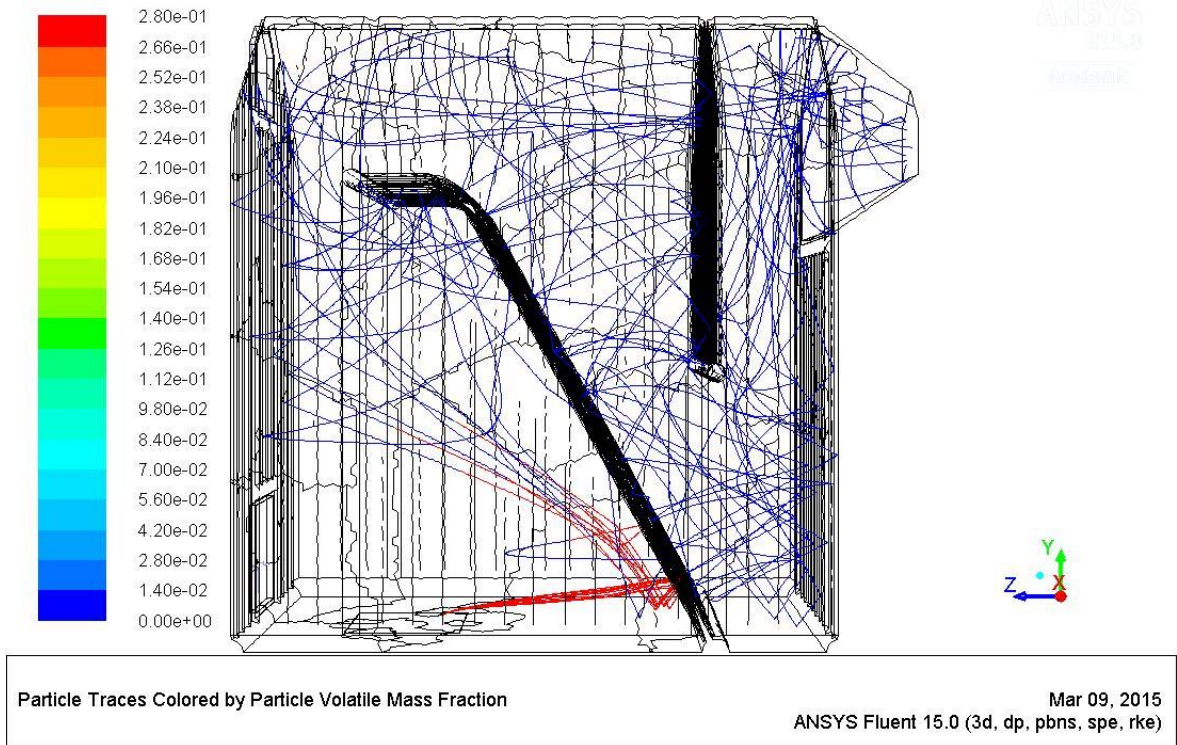 2.80e-01
2.66e-01
2.52e-01
2.38e-01
2.24e-01
2.10e-01
1.96e-01
1.82e-01
1.68e-01
1.54e-01
1.40e-01
1.26e-01
1.12e-01
9.80e-02
8.40e-02
7.00e-02
5.60e-02
4.20e-02
2.80e-02
1.40e-02
0.00e+00
ANSYS
Y
Z
X
Particle Traces Colored by Particle Volatile Mass Fraction
Mar 09, 2015
ANSYS Fluent 15.0 (3d, dp, pbns, spe, rke)